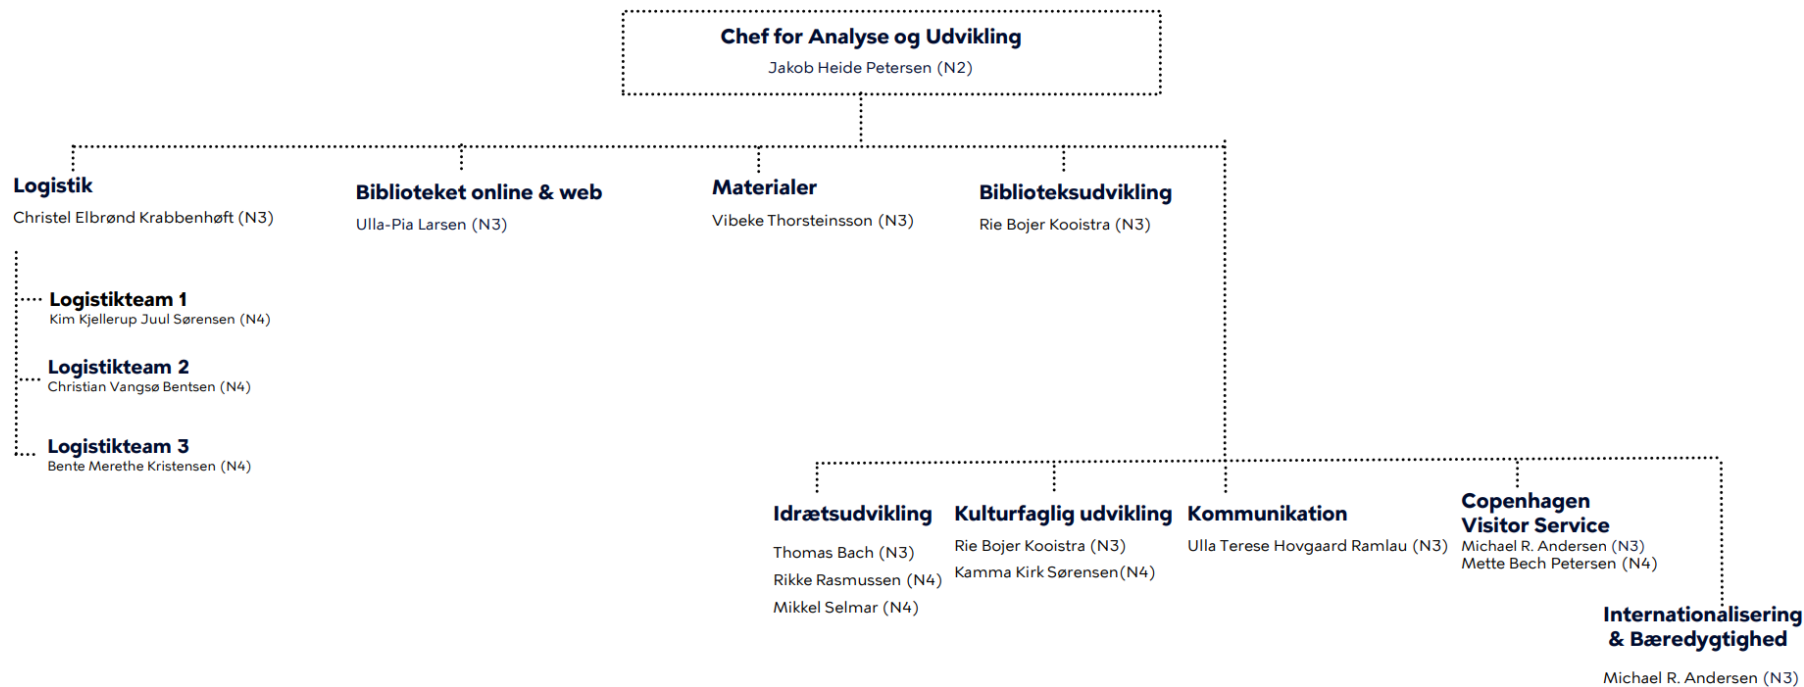 Chef for Analyse og Udvikling
Jakob Heide Petersen (N2)
Logistik
Christel Elbrønd Krabbenhøft (N3)
Biblioteket online & web
Ulla-Pia Larsen (N3)
Materialer
Vibeke Thorsteinsson (N3)
Biblioteksudvikling
Rie Bojer Kooistra (N3)
Logistikteam 1
Kim Kjellerup Juul Sørensen (N4)
Logistikteam 2
Christian Vangsø Bentsen (N4)
Logistikteam 3
Bente Merethe Kristensen (N4)
Idrætsudvikling
Thomas Bach (N3)
Rikke Rasmussen (N4)
Mikkel Selmar (N4)
Kulturfaglig udvikling
Rie Bojer Kooistra (N3)
Kamma Kirk Sørensen(N4)
Kommunikation
Ulla Terese Hovgaard Ramlau (N3)
Copenhagen
Visitor Service
Michael R. Andersen (N3)
Mette Bech Petersen (N4)
Internationalisering
& Bæredygtighed
Michael R. Andersen (N3)